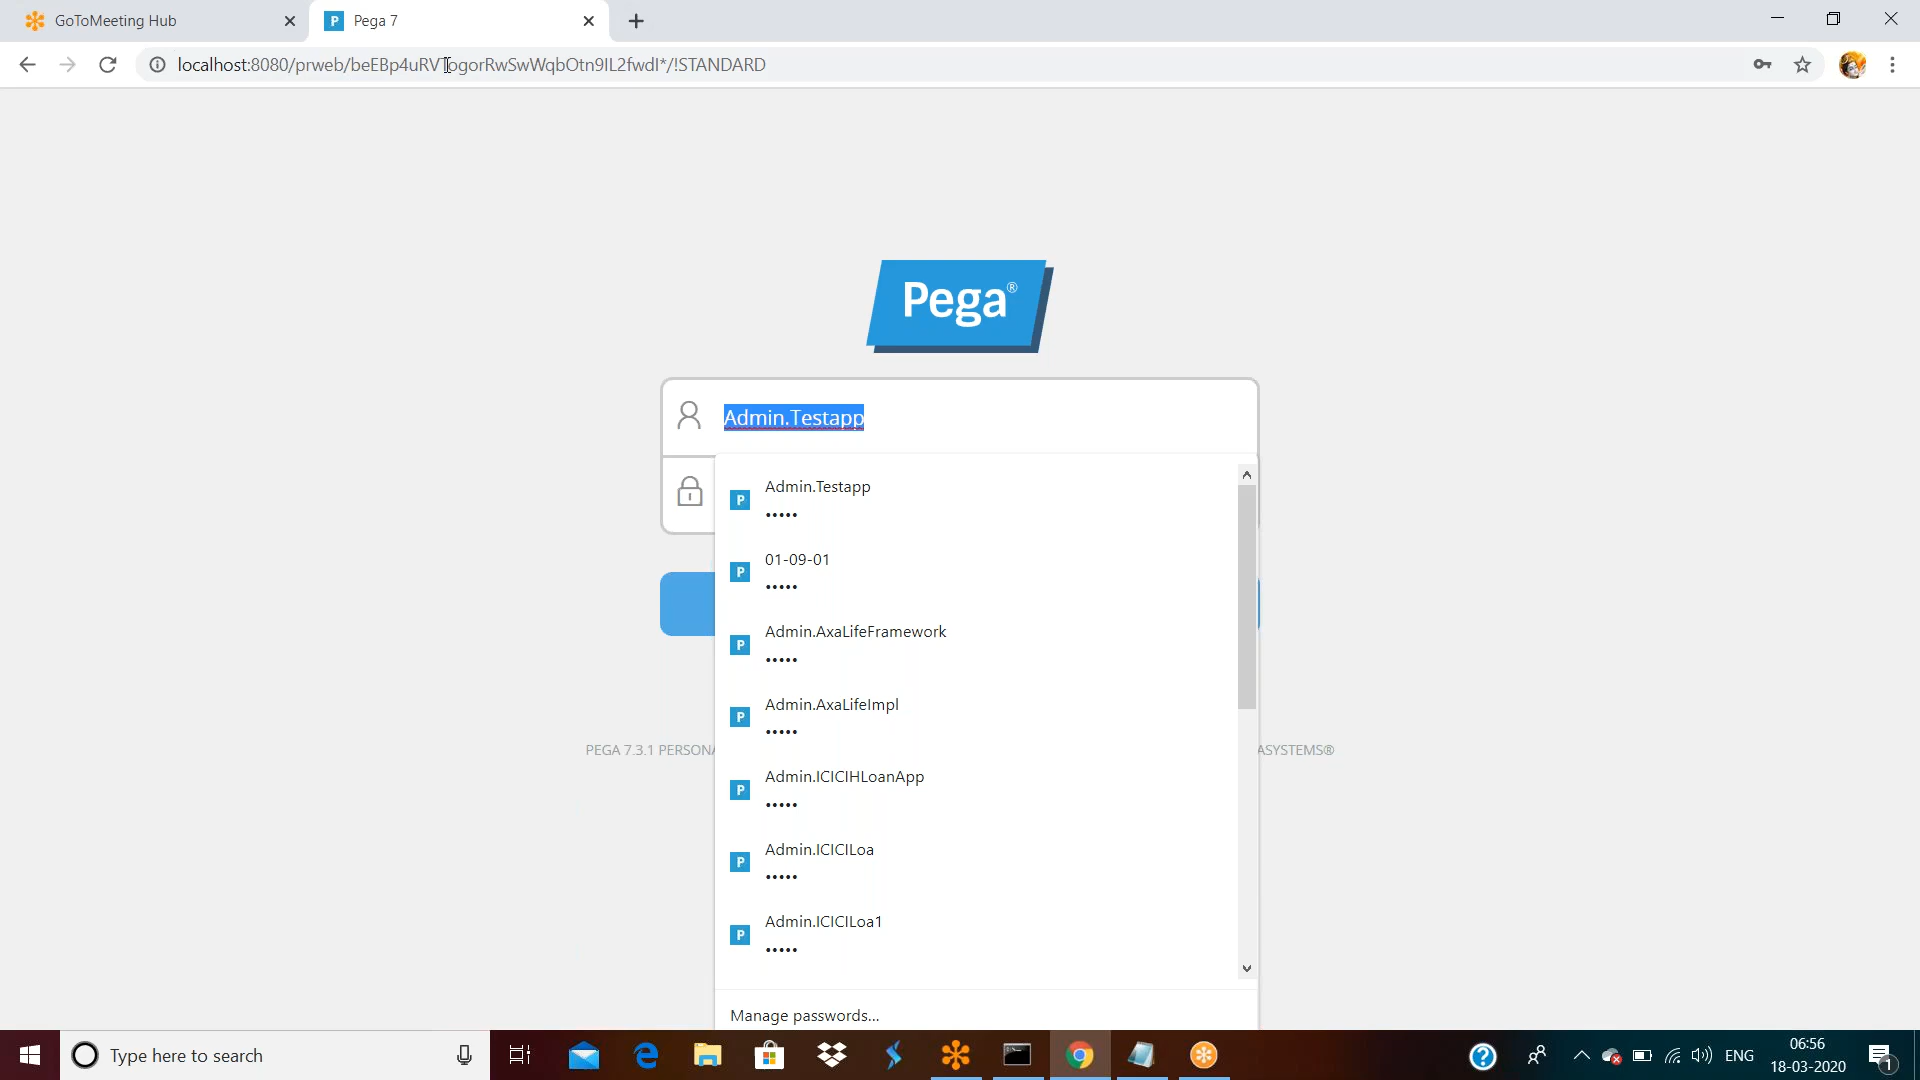 GoToMeeting Hub
Pega 7
localhost:8080/prweb/beEBp4uRVTogorRwSwWqbOtn9IL2fwdI*/!STANDARD
Pega®
Admin.Testapp
Admin.Testapp
•••••
01-09-01
•••••
Admin.AxaLifeFramework
•••••
Admin.AxaLifeImpl
•••••
Admin.ICICIHLoanApp
•••••
PEGA 7.3.1
Admin.ICICILoa
•••••
Admin.ICICILoa1
•••••
Manage passwords...
Type here to search
ENG
06:56
18-03-2020
1